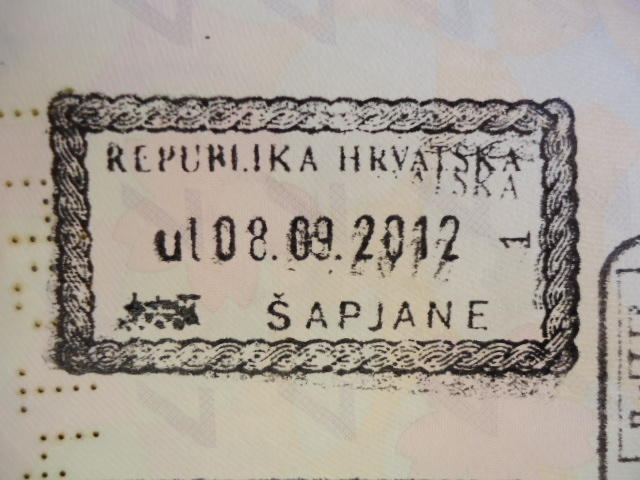 REPUBLIKA HRVATSKA
ul 08.09.2012 1
ŠAPJANE